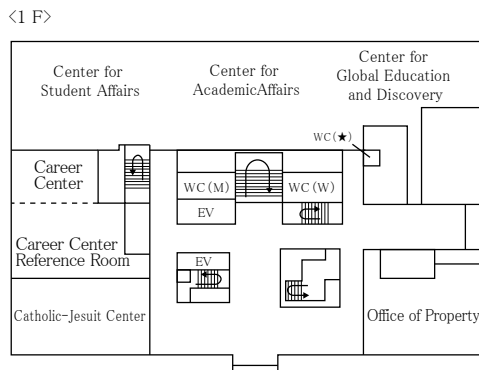 <1 F>
Center for
Student Affairs
Center for
AcademicAffairs
Center for
Global Education
and Discovery
WC(★)
Career
Center
WC(M)
WC(W)
EV
Career Center
Reference Room
EV
Catholic-Jesuit Center
Office of Property